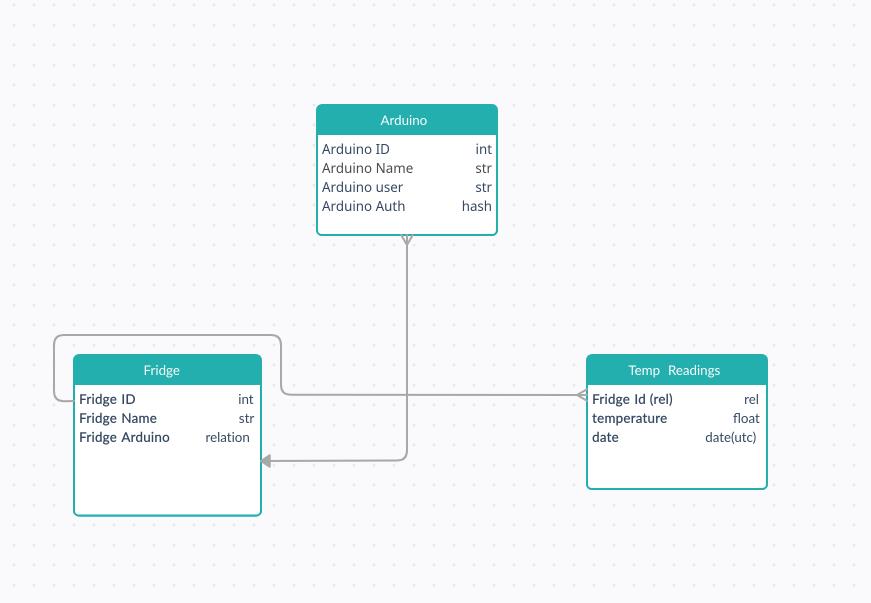 Arduino
Arduino ID int
Arduino Name str
Arduino user str
Arduino Auth hash
Fridge
Fridge ID int
Fridge Name str
Fridge Arduino relation
Temp Readings
Fridge Id (rel) rel
temperature float
date date(utc)